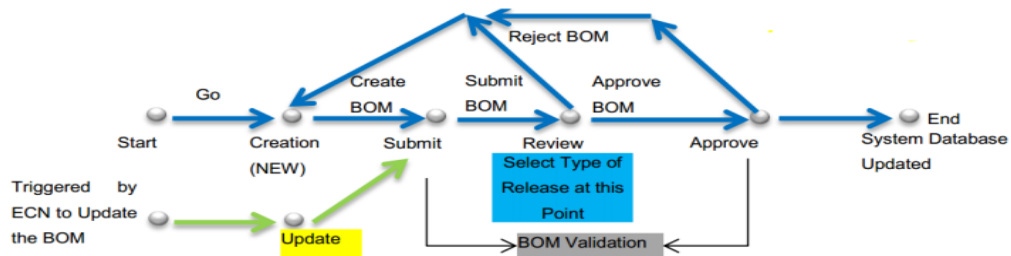 Reject BOM
Go
Create
BOM
Submit
BOM
Approve
BOM
Start
Creation
(NEW)
Submit
Review
Approve
End
System Database
Updated
Select Type of
Release at this
Point
Triggered by
ECN to Update
the BOM
Update
BOM Validation